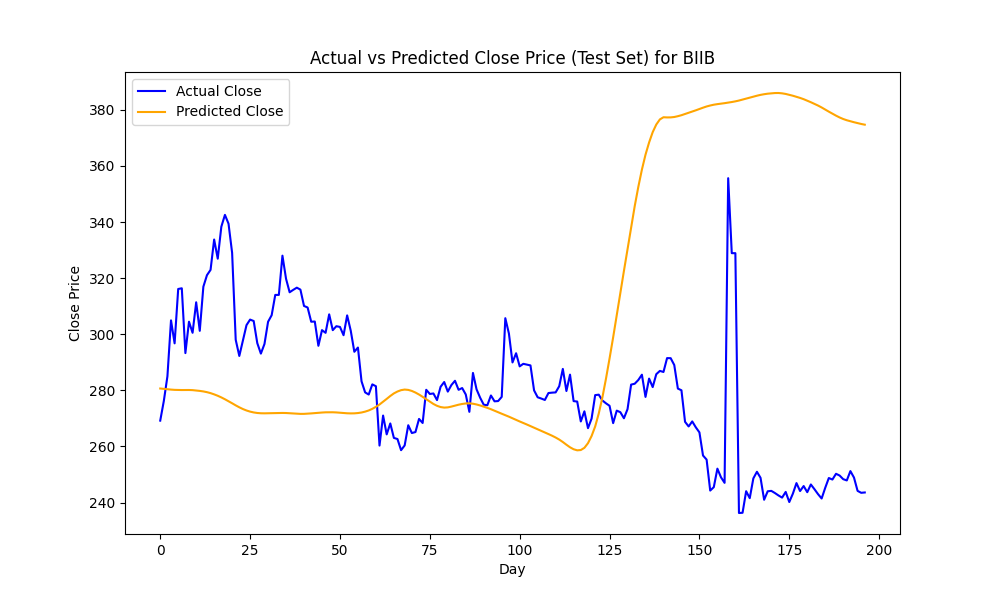 Actual vs Predicted Close Price (Test Set) for BIIB
Actual Close
Predicted Close
Close Price
380
360
340
320
300
280
260
240
0 25 50 75 100 125 150 175 200
Day